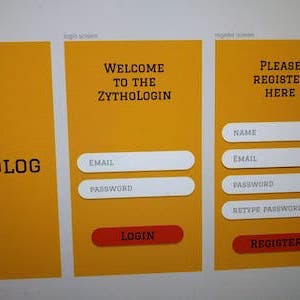 login screen
register screen
LOG
WELCOME
TO THE
ZYTHOLOGIN
EMAIL
PASSWORD
LOGIN
PLEASE
REGISTER
HERE
NAME
EMAIL
PASSWORD
RETYPE PASSWORD
REGISTER